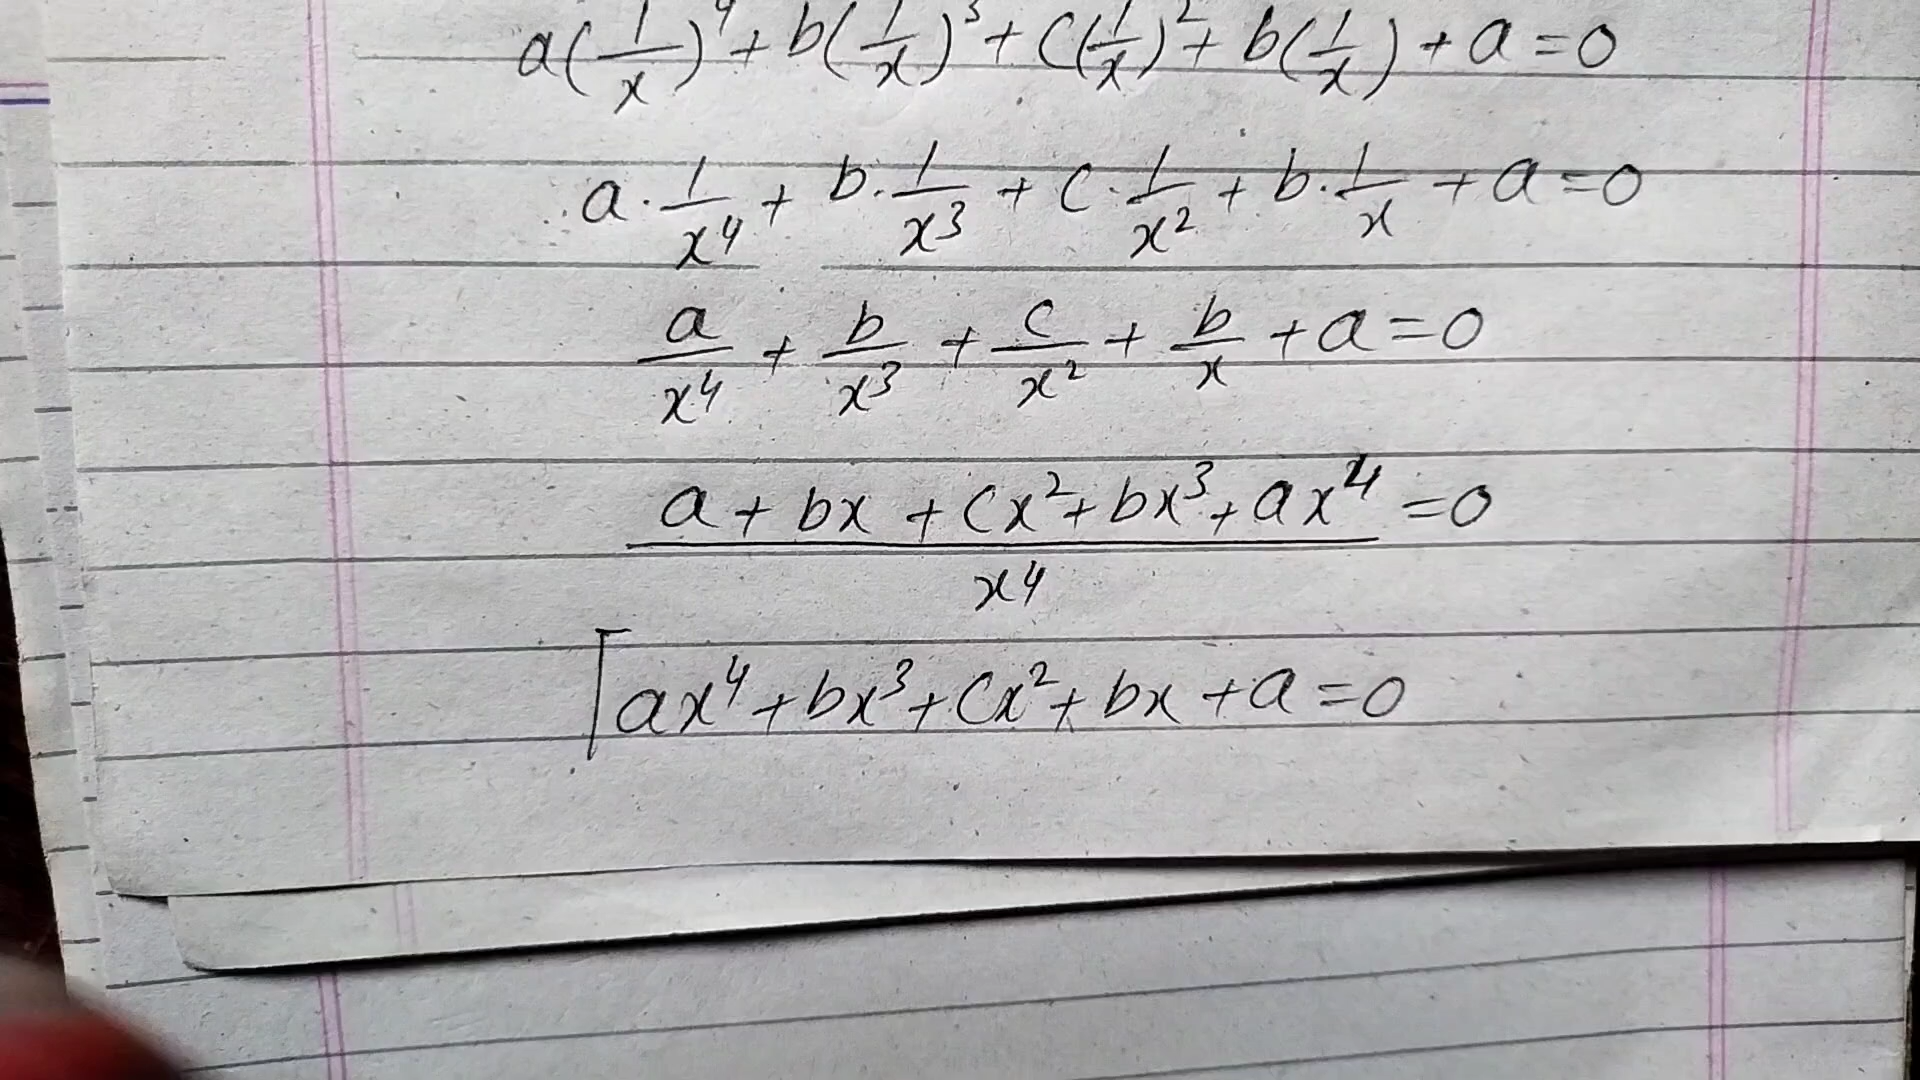 a(1/x)⁴ + b(1/x)³ + c(1/x)² + b(1/x) + a = 0
a · 1/x⁴ + b · 1/x³ + c · 1/x² + b · 1/x + a = 0
a/x⁴ + b/x³ + c/x² + b/x + a = 0
(a + bx + cx² + bx³ + ax⁴)/x⁴ = 0
ax⁴ + bx³ + cx² + bx + a = 0